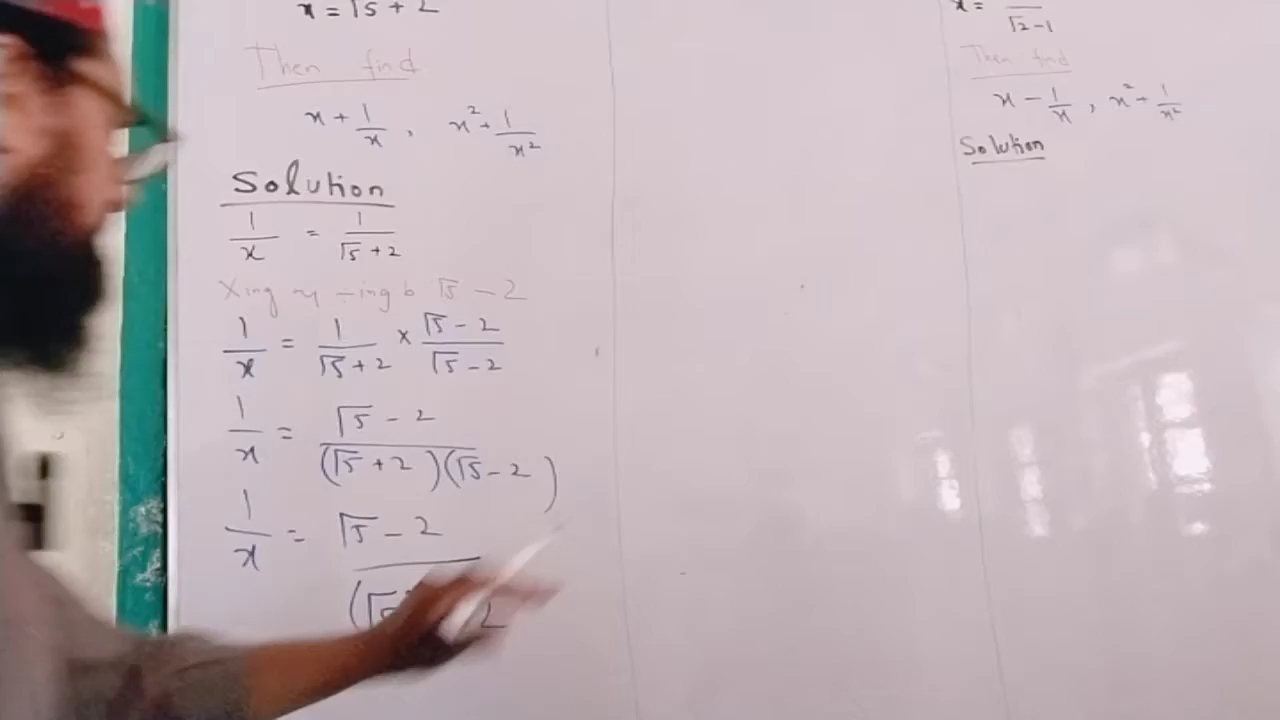 x = √5 + 2
Then find
x + 1/x , x² + 1/x²
Solution
1/x = 1/(√5 + 2)
Xing ÷ing b √5 - 2
1/x = 1/(√5 + 2) × (√5 - 2)/(√5 - 2)
1/x = (√5 - 2)/((√5 + 2)(√5 - 2))
1/x = (√5 - 2)/
(√5 2
x = /(√2 - 1)
Then find
x - 1/x , x² + 1/x²
Solution